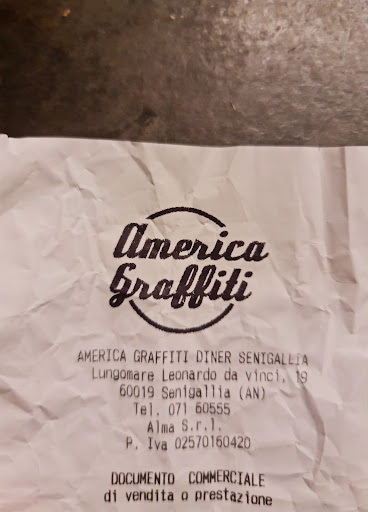 America
Graffiti
AMERICA GRAFFITI DINER SENIGALLIA
Lungomare Leonardo da vinci, 19
60019 Senigallia (AN)
Tel. 071 60555
Alma S.r.l.
P. Iva 02570160420
DOCUMENTO COMMERCIALE
di vendita o prestazione